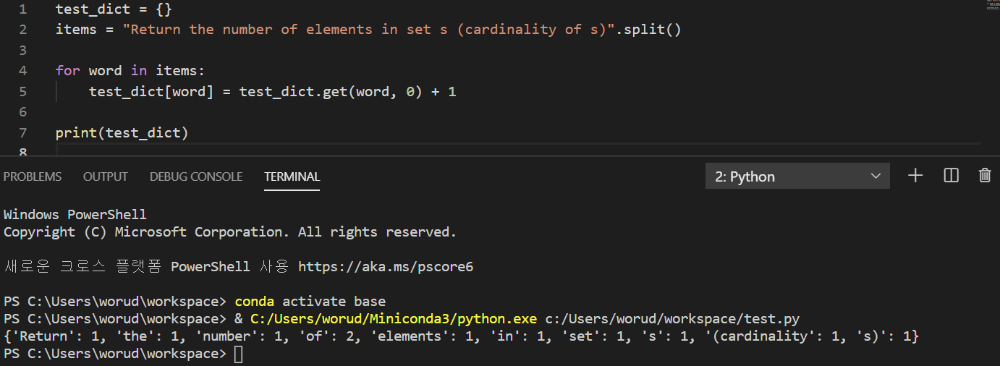 1 test_dict = {}
2 items = "Return the number of elements in set s (cardinality of s)".split()
3
4 for word in items:
5     test_dict[word] = test_dict.get(word, 0) + 1
6
7 print(test_dict)
8
PROBLEMS OUTPUT DEBUG CONSOLE TERMINAL 2: Python
Windows PowerShell
Copyright (C) Microsoft Corporation. All rights reserved.
새로운 크로스 플랫폼 PowerShell 사용 https://aka.ms/pscore6
PS C:\Users\worud\workspace> conda activate base
PS C:\Users\worud\workspace> & C:/Users/worud/Miniconda3/python.exe c:/Users/worud/workspace/test.py
{'Return': 1, 'the': 1, 'number': 1, 'of': 2, 'elements': 1, 'in': 1, 'set': 1, 's': 1, '(cardinality': 1, 's)': 1}
PS C:\Users\worud\workspace>